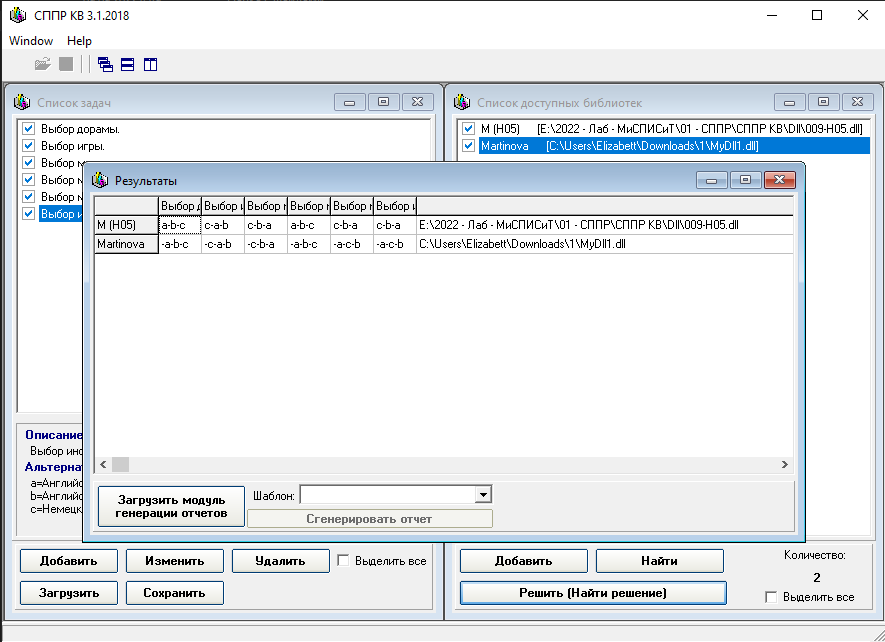 СППР КВ 3.1.2018
Window Help
Список задач
Выбор дорамы.
Выбор игры.
Выбор
Выбор
Выбор
Выбор
Описание
Выбор
Альтерна
a=Английс
b=Английс
c=Немецк
Добавить Изменить Удалить Выделить все
Загрузить Сохранить
Список доступных библиотек
М (Н05) [E:\2022 - Лаб - МиСПИСиТ\01 - СППР\СППР КВ\Dll\009-H05.dll]
Martinova [C:\Users\Elizabett\Downloads\1\MyDll1.dll]
Добавить Найти
Решить (Найти решение)
Количество:
2
Выделить все
Результаты
Выбор Выбор Выбор Выбор Выбор Выбор
М (Н05) a-b-c c-a-b c-b-a a-b-c c-b-a c-b-a E:\2022 - Лаб - МиСПИСиТ\01 - СППР\СППР КВ\Dll\009-H05.dll
Martinova -a-b-c -c-a-b -c-b-a -a-b-c -a-c-b -a-c-b C:\Users\Elizabett\Downloads\1\MyDll1.dll
Загрузить модуль
генерации отчетов
Шаблон:
Сгенерировать отчет